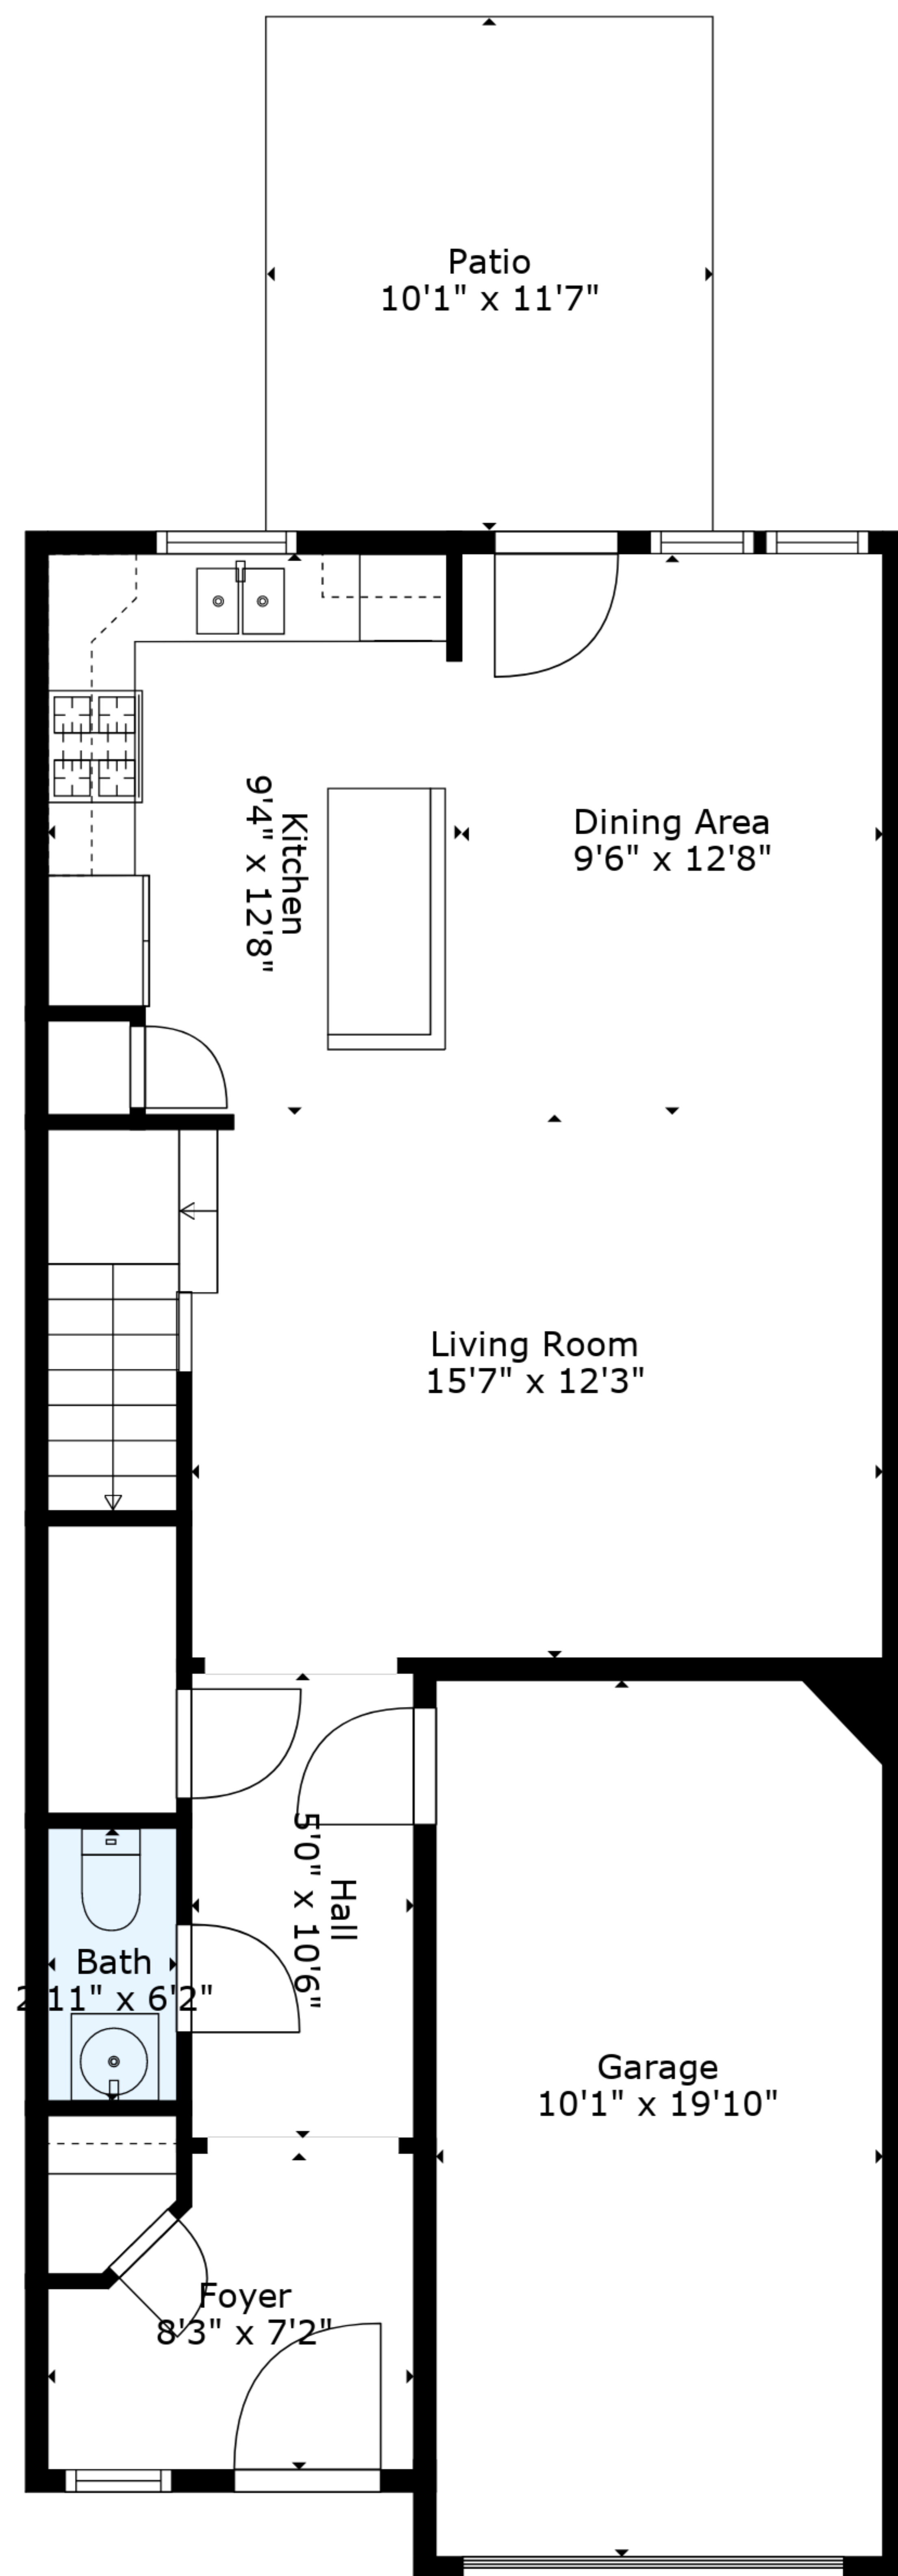 Patio
10'1" x 11'7"
Kitchen
9'4" x 12'8"
Dining Area
9'6" x 12'8"
Living Room
15'7" x 12'3"
Hall
5'0" x 10'6"
Bath
2'11" x 6'2"
Garage
10'1" x 19'10"
Foyer
8'3" x 7'2"